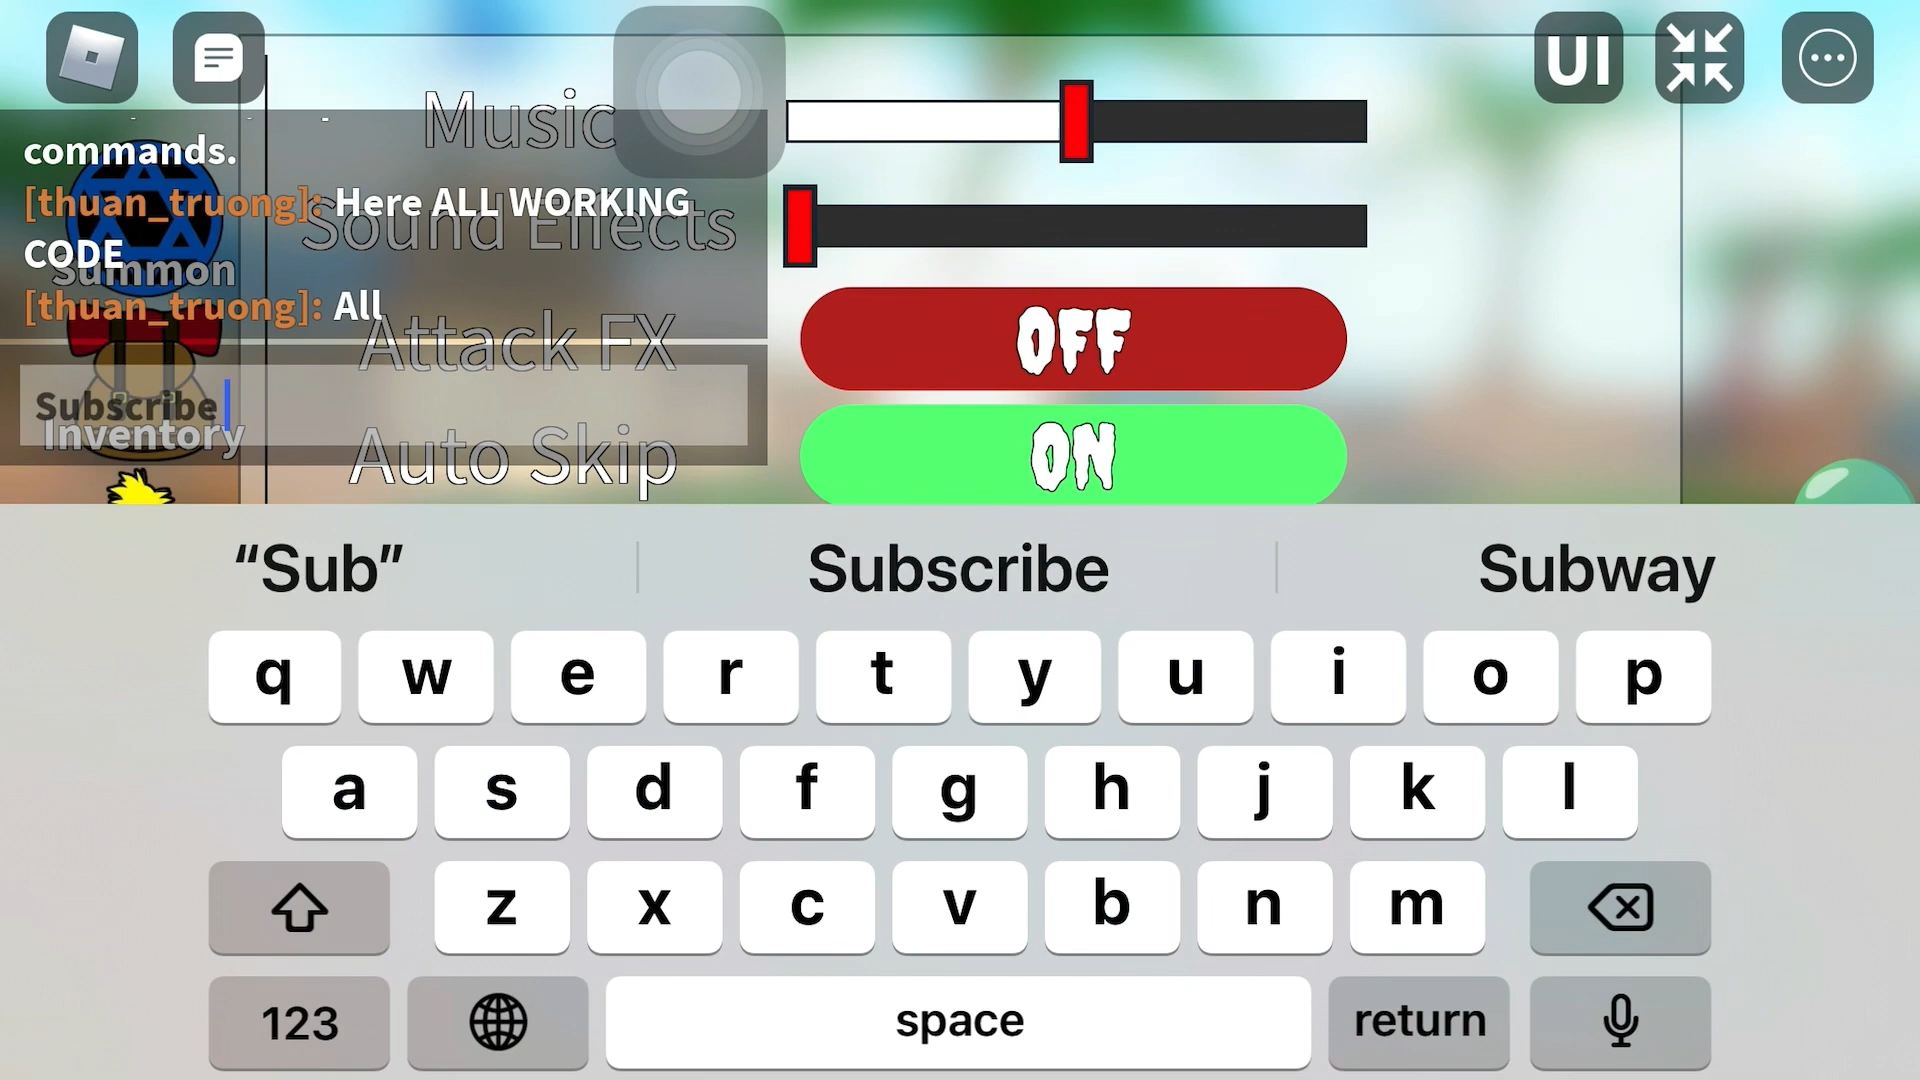 UI
Music
commands.
[thuan_truong]: Here ALL WORKING
CODE
Sound Effects
Summon
[thuan_truong]: All
OFF
Attack FX
Subscribe
Inventory
Auto Skip
ON
“Sub”
Subscribe
Subway
q w e r t y u i o p
a s d f g h j k l
z x c v b n m
123
space
return